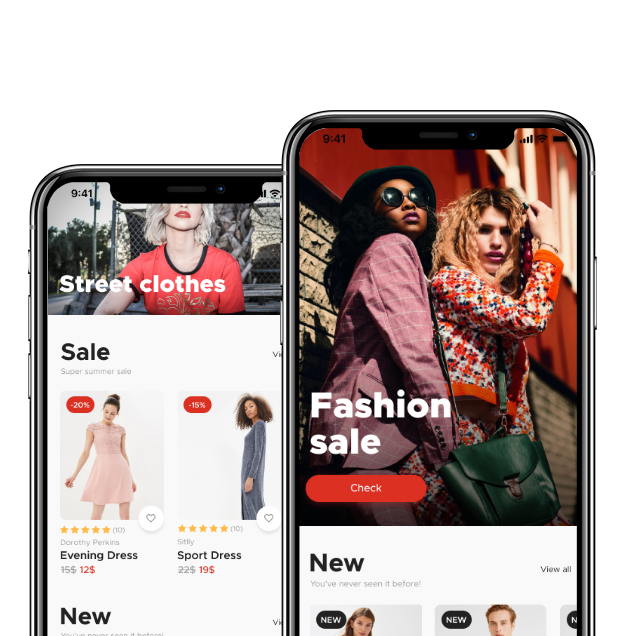 9:41
Street clothes
Sale
Super summer sale
-20%
-15%
(10)
(10)
Dorothy Perkins
Sitlly
Evening Dress
Sport Dress
15$ 12$
22$ 19$
New
You've never seen it before!
9:41
Fashion
sale
Check
New
View all
You've never seen it before!
NEW
NEW